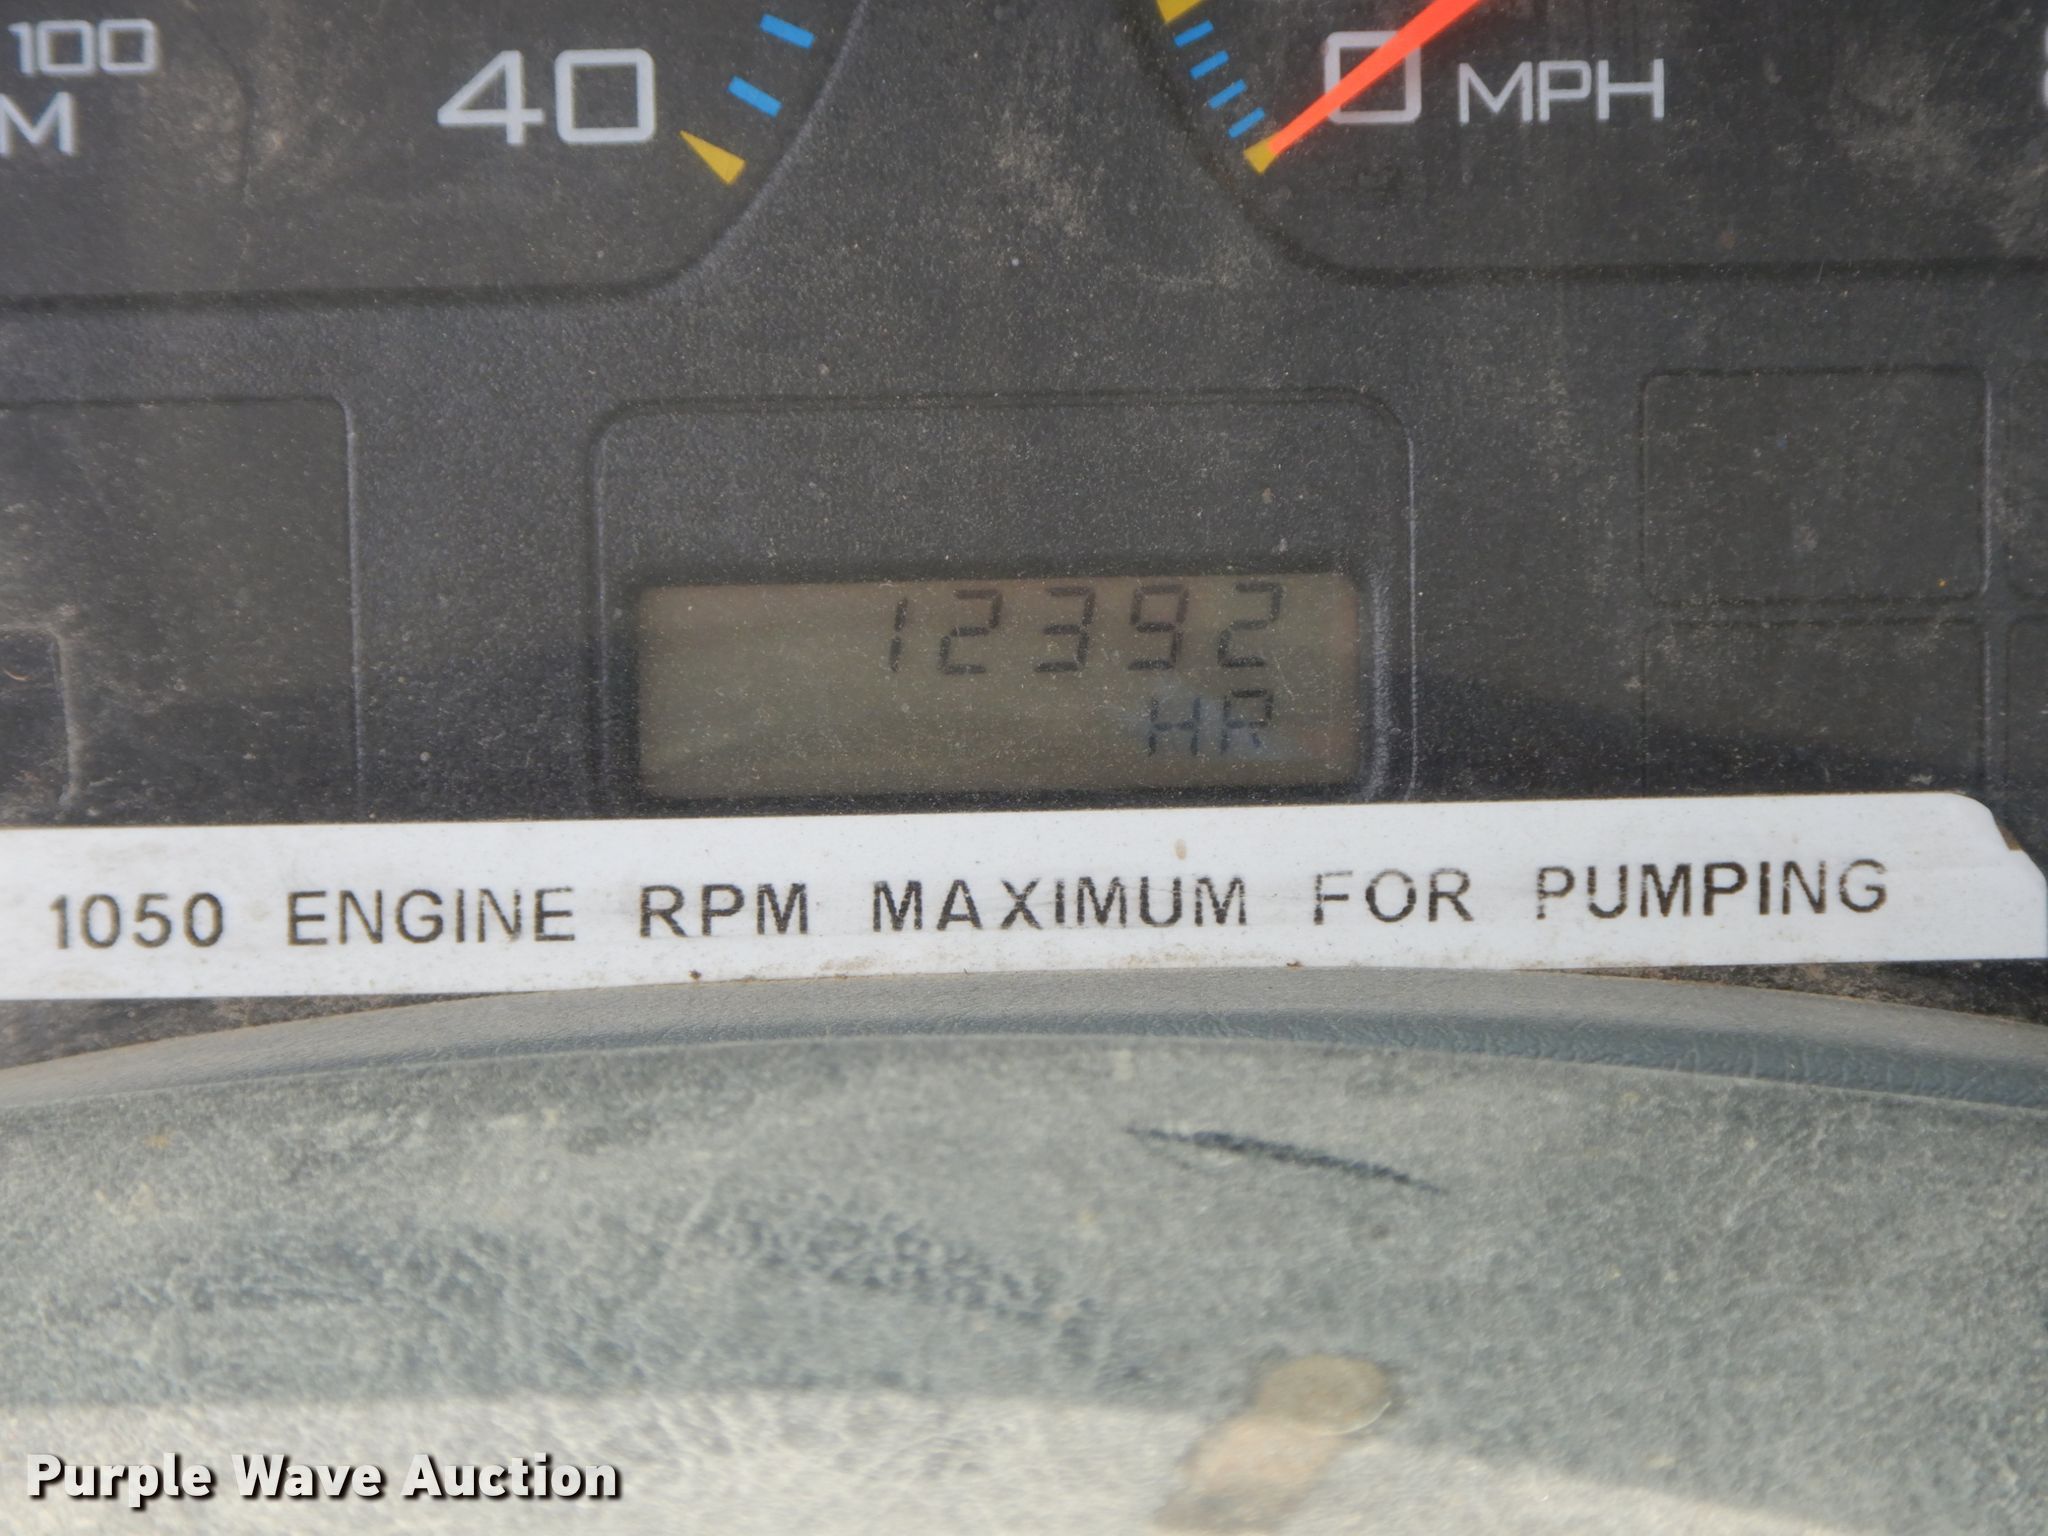 100
M
40
0 MPH
12392
HR
1050 ENGINE RPM MAXIMUM FOR PUMPING
Purple Wave Auction